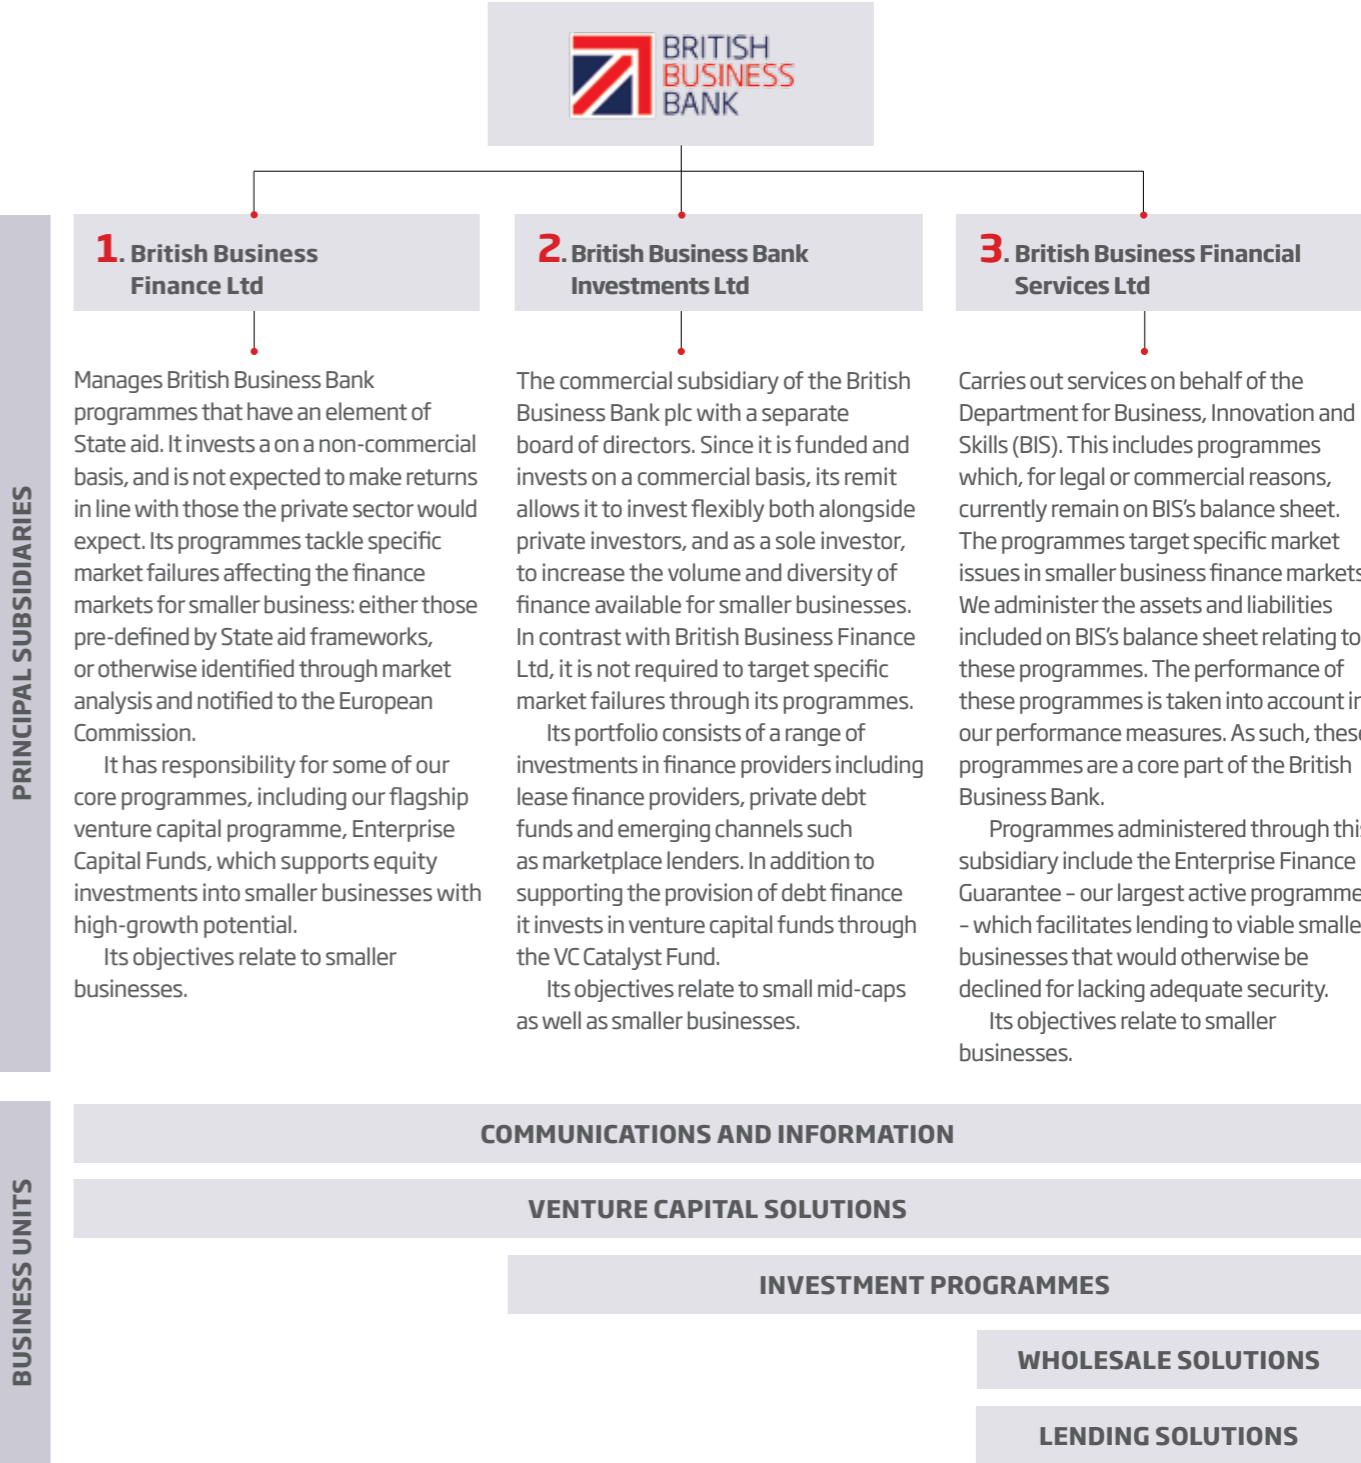 BRITISH
BUSINESS
BANK
PRINCIPAL SUBSIDIARIES
1. British Business
Finance Ltd
Manages British Business Bank
programmes that have an element of
State aid. It invests a on a non-commercial
basis, and is not expected to make returns
in line with those the private sector would
expect. Its programmes tackle specific
market failures affecting the finance
markets for smaller business: either those
pre-defined by State aid frameworks,
or otherwise identified through market
analysis and notified to the European
Commission.
It has responsibility for some of our
core programmes, including our flagship
venture capital programme, Enterprise
Capital Funds, which supports equity
investments into smaller businesses with
high-growth potential.
Its objectives relate to smaller
businesses.
2. British Business Bank
Investments Ltd
The commercial subsidiary of the British
Business Bank plc with a separate
board of directors. Since it is funded and
invests on a commercial basis, its remit
allows it to invest flexibly both alongside
private investors, and as a sole investor,
to increase the volume and diversity of
finance available for smaller businesses.
In contrast with British Business Finance
Ltd, it is not required to target specific
market failures through its programmes.
Its portfolio consists of a range of
investments in finance providers including
lease finance providers, private debt
funds and emerging channels such
as marketplace lenders. In addition to
supporting the provision of debt finance
it invests in venture capital funds through
the VC Catalyst Fund.
Its objectives relate to small mid-caps
as well as smaller businesses.
3. British Business Financial
Services Ltd
Carries out services on behalf of the
Department for Business, Innovation and
Skills (BIS). This includes programmes
which, for legal or commercial reasons,
currently remain on BIS's balance sheet.
The programmes target specific market
issues in smaller business finance markets
We administer the assets and liabilities
included on BIS's balance sheet relating to
these programmes. The performance of
these programmes is taken into account in
our performance measures. As such, these
programmes are a core part of the British
Business Bank.
Programmes administered through this
subsidiary include the Enterprise Finance
Guarantee – our largest active programme
– which facilitates lending to viable smalle
businesses that would otherwise be
declined for lacking adequate security.
Its objectives relate to smaller
businesses.
BUSINESS UNITS
COMMUNICATIONS AND INFORMATION
VENTURE CAPITAL SOLUTIONS
INVESTMENT PROGRAMMES
WHOLESALE SOLUTIONS
LENDING SOLUTIONS